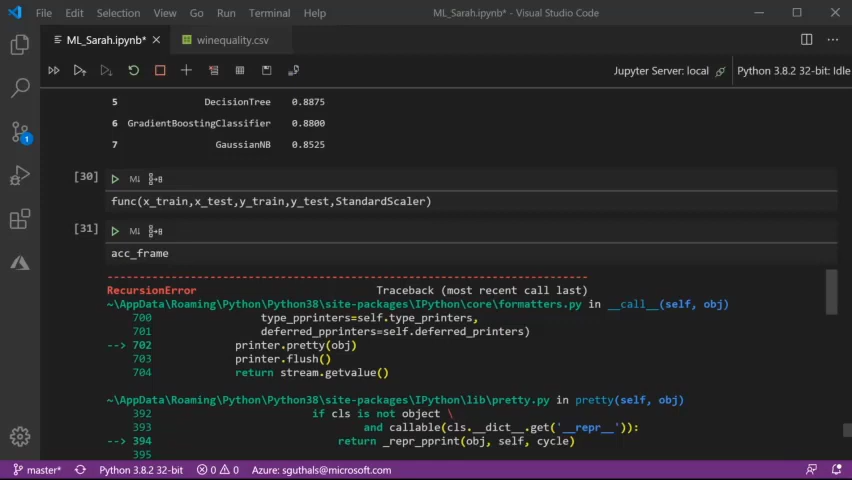 File Edit Selection View Go Run Terminal Help ML_Sarah.ipynb* - Visual Studio Code
ML_Sarah.ipynb* winequality.csv
Jupyter Server: local Python 3.8.2 32-bit: Idle
5 DecisionTree 0.8875
6 GradientBoostingClassifier 0.8800
7 GaussianNB 0.8525
[30] M↓
func(x_train,x_test,y_train,y_test,StandardScaler)
[31] M↓
acc_frame
---------------------------------------------------------------------------
RecursionError Traceback (most recent call last)
~\AppData\Roaming\Python\Python38\site-packages\IPython\core\formatters.py in __call__(self, obj)
700 type_pprinters=self.type_printers,
701 deferred_pprinters=self.deferred_printers)
--> 702 printer.pretty(obj)
703 printer.flush()
704 return stream.getvalue()
~\AppData\Roaming\Python\Python38\site-packages\IPython\lib\pretty.py in pretty(self, obj)
392 if cls is not object \
393 and callable(cls.__dict__.get('__repr__')):
--> 394 return _repr_pprint(obj, self, cycle)
395
1
master* Python 3.8.2 32-bit 0 0 Azure: sguthals@microsoft.com